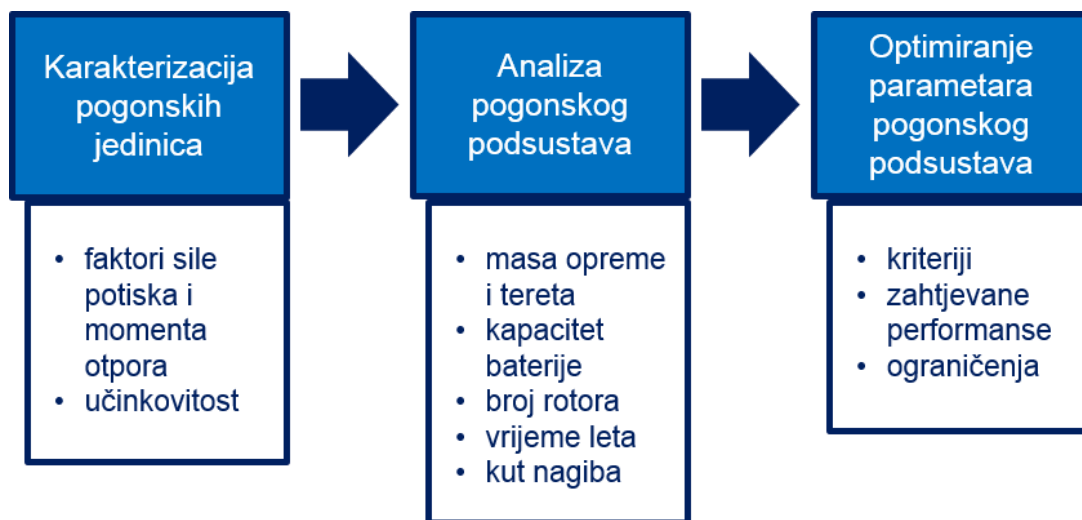 Karakterizacija
pogonskih
jedinica
• faktori sile
potiska i
momenta
otpora
• učinkovitost
Analiza
pogonskog
podsustava
• masa opreme
i tereta
• kapacitet
baterije
• broj rotora
• vrijeme leta
• kut nagiba
Optimiranje
parametara
pogonskog
podsustava
• kriteriji
• zahtjevane
performanse
• ograničenja